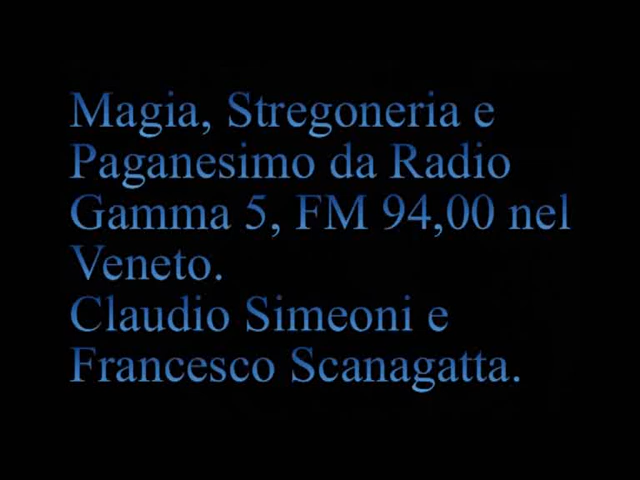 Magia, Stregoneria e
Paganesimo da Radio
Gamma 5, FM 94,00 nel
Veneto.
Claudio Simeoni e
Francesco Scanagatta.